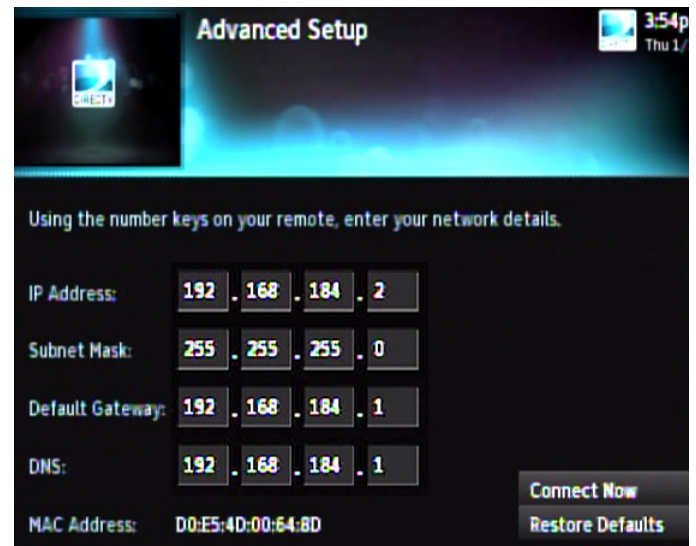 Advanced Setup
3:54p
Thu 1/
DIRECTV
Using the number keys on your remote, enter your network details.
IP Address: 192 . 168 . 184 . 2
Subnet Mask: 255 . 255 . 255 . 0
Default Gateway: 192 . 168 . 184 . 1
DNS: 192 . 168 . 184 . 1
Connect Now
MAC Address: D0:E5:4D:00:64:8D
Restore Defaults